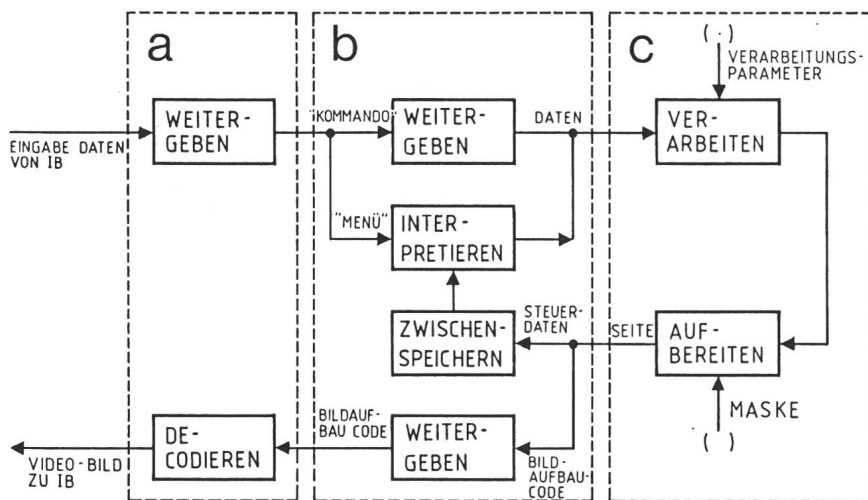 a
b
c
( . )
VERARBEITUNGS-
PARAMETER
WEITER-
GEBEN
"KOMMANDO"
WEITER-
GEBEN
DATEN
VER-
ARBEITEN
EINGABE DATEN
VON IB
"MENÜ"
INTER-
PRETIEREN
STEUER-
DATEN
ZWISCHEN-
SPEICHERN
SEITE
AUF-
BEREITEN
MASKE
( )
BILDAUF-
BAU CODE
DE-
CODIEREN
WEITER-
GEBEN
VIDEO-BILD
ZU IB
BILD-
AUFBAU-
CODE